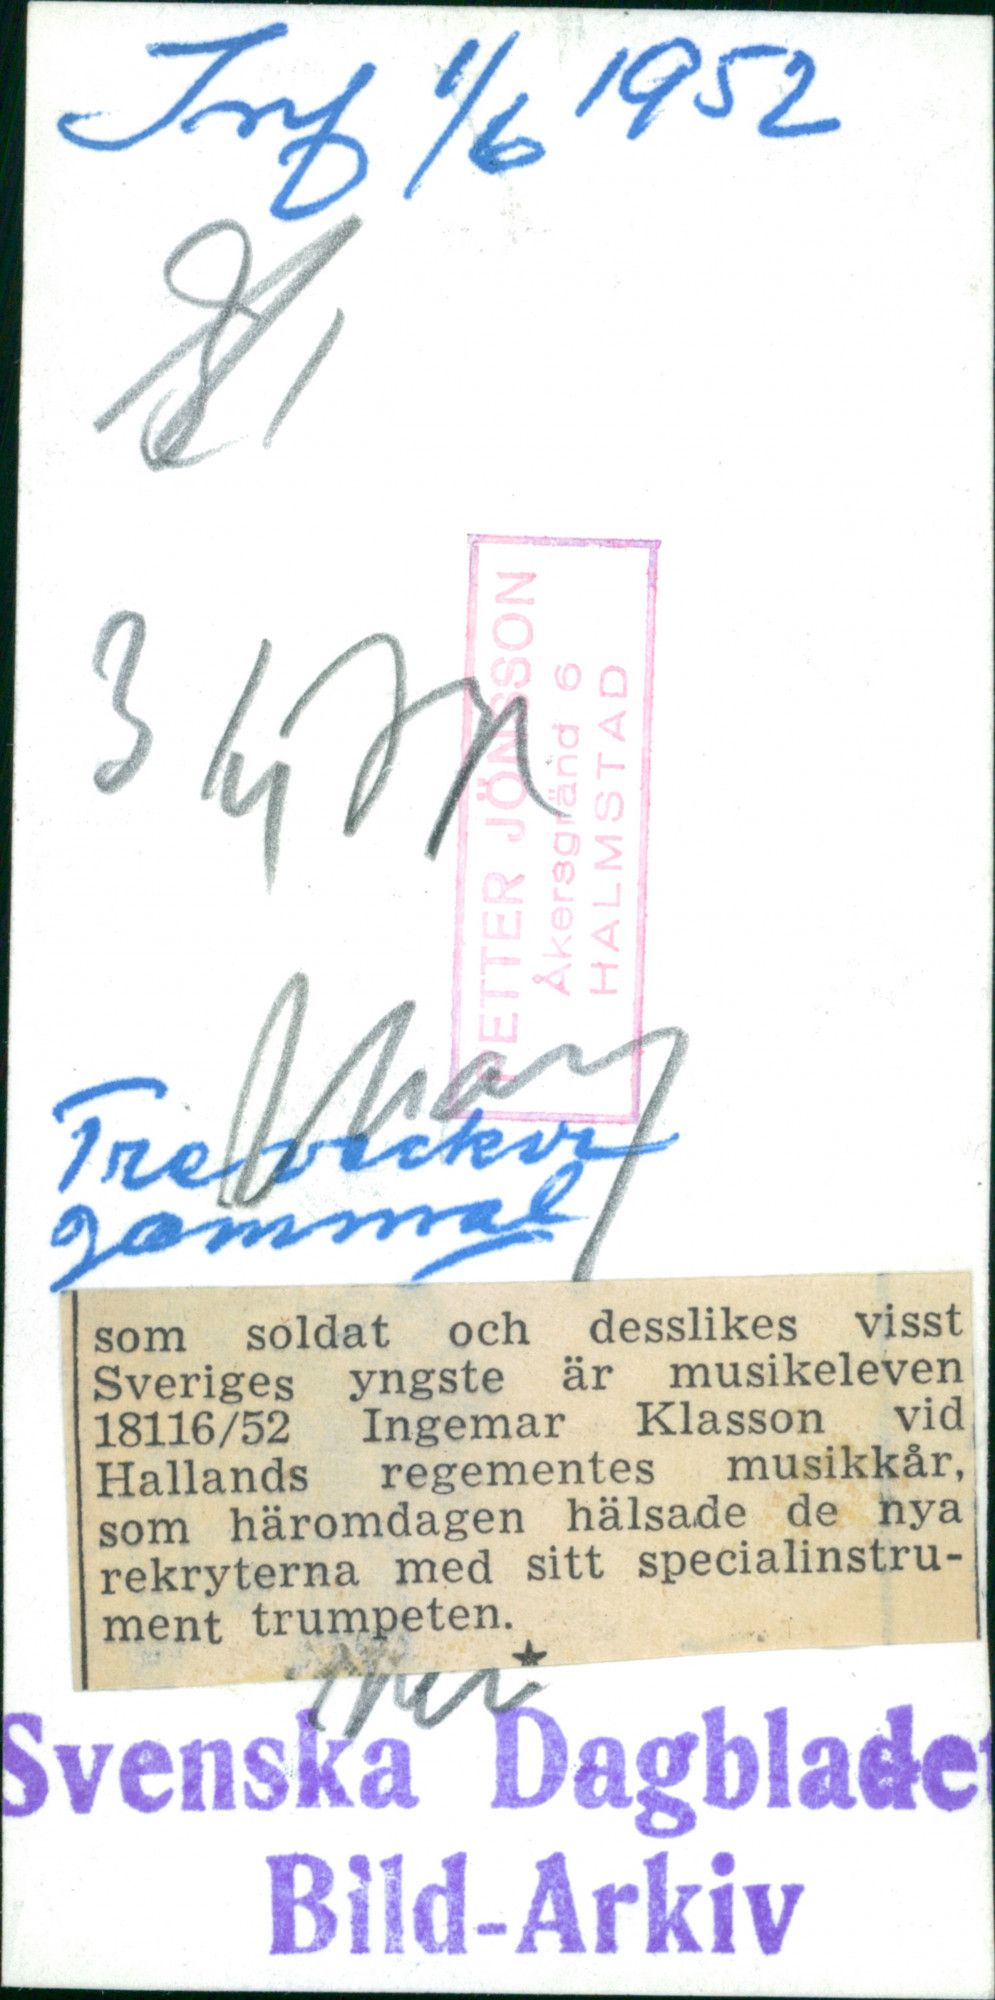 Inf 1/6 1952
PETTER JÖNSSON
Åkersgränd 6
HALMSTAD
Tre veckor
gammal
som soldat och desslikes visst
Sveriges yngste är musikeleven
18116/52 Ingemar Klasson vid
Hallands regementes musikkår,
som häromdagen hälsade de nya
rekryterna med sitt specialinstru-
ment trumpeten.
Svenska Dagbladet
Bild-Arkiv